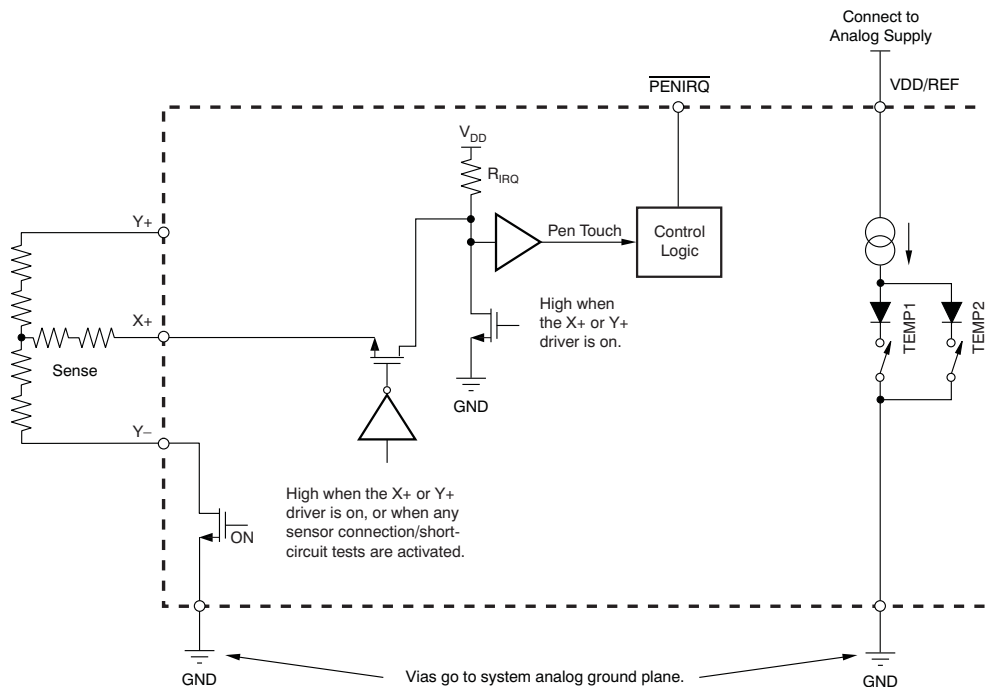 Connect to
Analog Supply
PENIRQ
VDD/REF
VDD
RIRQ
Y+
Pen Touch
Control
Logic
High when
the X+ or Y+
driver is on.
TEMP1
TEMP2
X+
Sense
GND
Y−
High when the X+ or Y+
driver is on, or when any
sensor connection/short-
circuit tests are activated.
ON
GND
Vias go to system analog ground plane.
GND